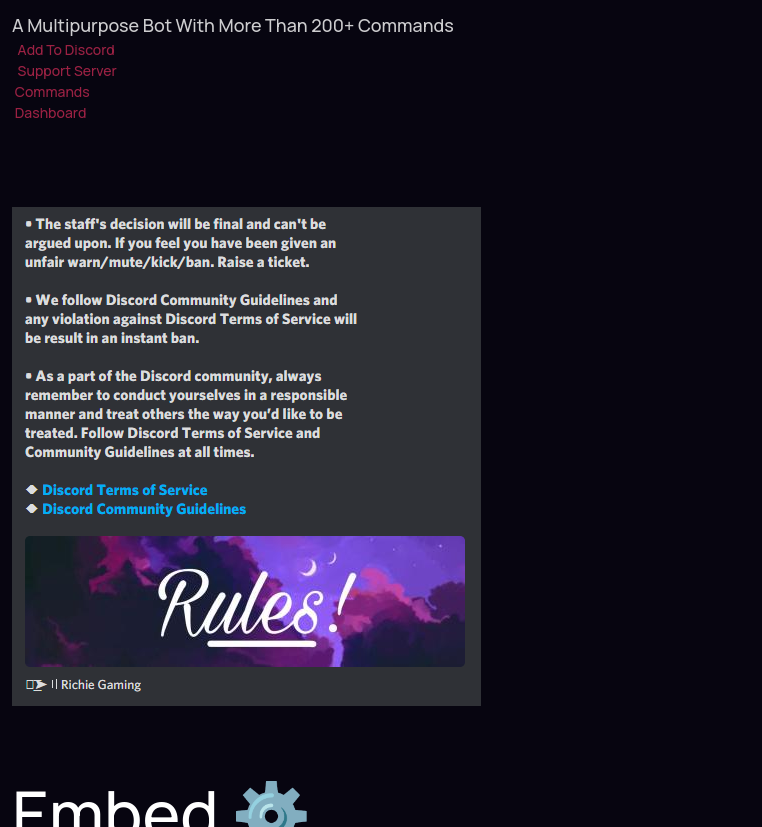 A Multipurpose Bot With More Than 200+ Commands
Add To Discord
Support Server
Commands
Dashboard
• The staff's decision will be final and can't be
argued upon. If you feel you have been given an
unfair warn/mute/kick/ban. Raise a ticket.
• We follow Discord Community Guidelines and
any violation against Discord Terms of Service will
be result in an instant ban.
• As a part of the Discord community, always
remember to conduct yourselves in a responsible
manner and treat others the way you’d like to be
treated. Follow Discord Terms of Service and
Community Guidelines at all times.
Discord Terms of Service
Discord Community Guidelines
Rules!
|| Richie Gaming
Embed ⚙️